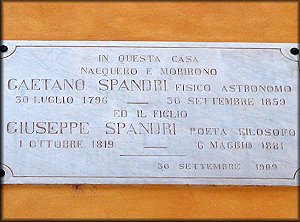 IN QUESTA CASA
NACQUERO E MORIRONO
GAETANO SPANDRI FISICO ASTRONOMO
30 LUGLIO 1796 — 36 SETTEMBRE 1859
ED IL FIGLIO
GIUSEPPE SPANDRI POETA FILOSOFO
1 OTTOBRE 1819 — 6 MAGGIO 1881
30 SETTEMBRE 1909